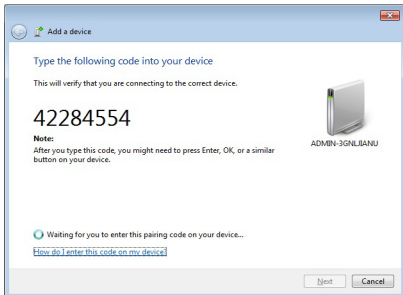 Add a device
Type the following code into your device
This will verify that you are connecting to the correct device.
42284554
Note:
After you type this code, you might need to press Enter, OK, or a similar
button on your device.
ADMIN-3GNLJIANU
Waiting for you to enter this pairing code on your device...
How do I enter this code on my device?
Next
Cancel